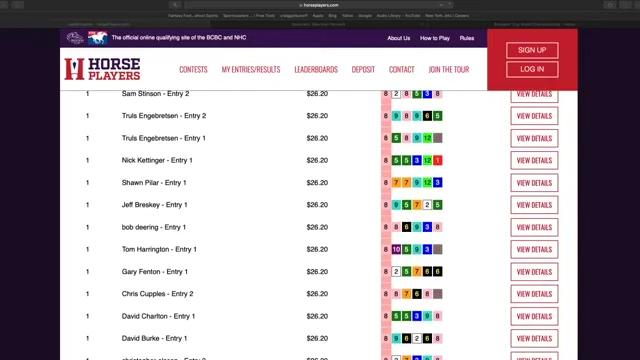 horseplayers.com
The official online qualifying site of the BCBC and NHC
About Us How to Play Rules
SIGN UP
LOG IN
HORSE PLAYERS
CONTESTS MY ENTRIES/RESULTS LEADERBOARDS DEPOSIT CONTACT JOIN THE TOUR
1 Sam Stinson - Entry 2 $26.20 8 2 8 5 3 8 VIEW DETAILS
1 Truls Engebretsen - Entry 2 $26.20 8 9 8 9 6 5 VIEW DETAILS
1 Truls Engebretsen - Entry 1 $26.20 8 5 8 9 12 VIEW DETAILS
1 Nick Kettinger - Entry 1 $26.20 8 5 5 3 12 1 VIEW DETAILS
1 Shawn Pilar - Entry 1 $26.20 8 7 7 9 12 3 VIEW DETAILS
1 Jeff Breskey - Entry 1 $26.20 8 9 5 7 2 5 VIEW DETAILS
1 bob deering - Entry 1 $26.20 8 8 6 9 3 8 VIEW DETAILS
1 Tom Harrington - Entry 1 $26.20 8 10 5 9 3 VIEW DETAILS
1 Gary Fenton - Entry 1 $26.20 8 2 5 7 6 6 VIEW DETAILS
1 Chris Cupples - Entry 2 $26.20 8 8 7 6 8 VIEW DETAILS
1 David Charlton - Entry 1 $26.20 8 5 5 3 9 8 VIEW DETAILS
1 David Burke - Entry 1 $26.20 8 9 6 2 6 8 VIEW DETAILS